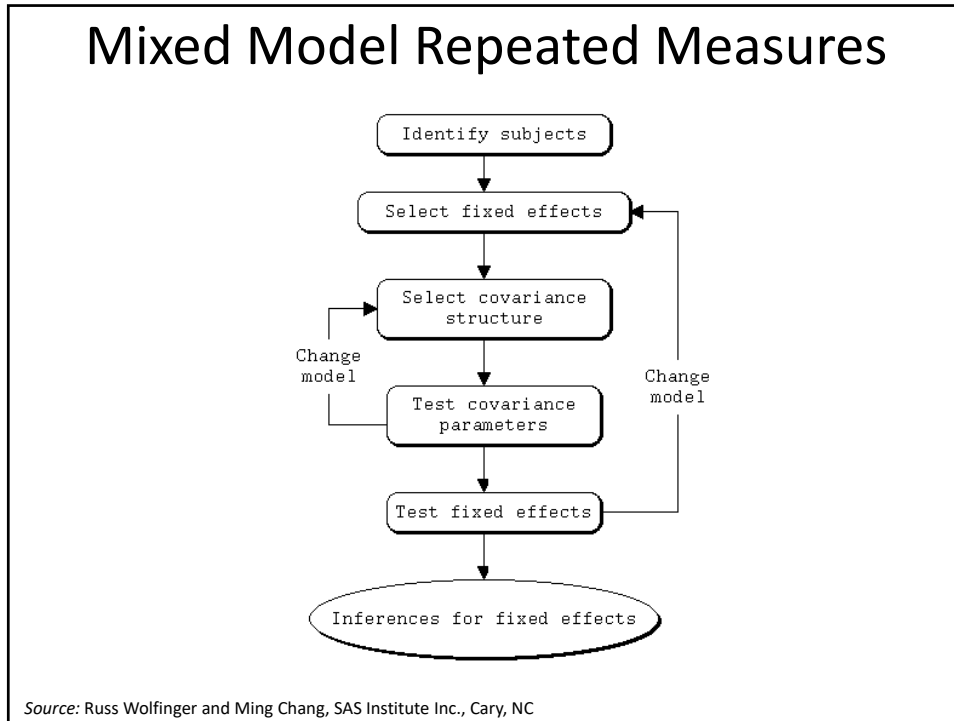 Mixed Model Repeated Measures
Identify subjects
Select fixed effects
Select covariance
structure
Change
model
Change
model
Test covariance
parameters
Test fixed effects
Inferences for fixed effects
Source: Russ Wolfinger and Ming Chang, SAS Institute Inc., Cary, NC